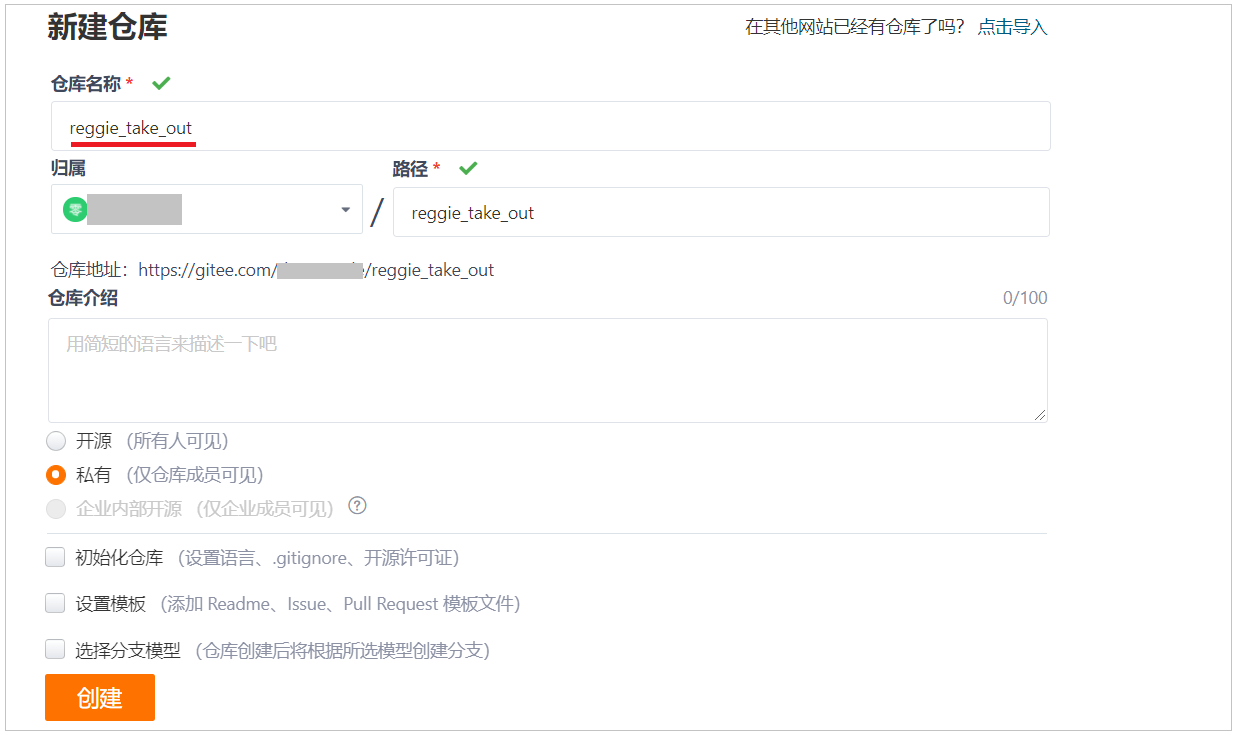 新建仓库
在其他网站已经有仓库了吗? 点击导入
仓库名称 *
reggie_take_out
归属
路径 *
零
/
reggie_take_out
仓库地址：https://gitee.com/ /reggie_take_out
仓库介绍
0/100
用简短的语言来描述一下吧
开源 （所有人可见）
私有 （仅仓库成员可见）
企业内部开源 （仅企业成员可见） ?
初始化仓库 （设置语言、.gitignore、开源许可证）
设置模板 （添加 Readme、Issue、Pull Request 模板文件）
选择分支模型 （仓库创建后将根据所选模型创建分支）
创建